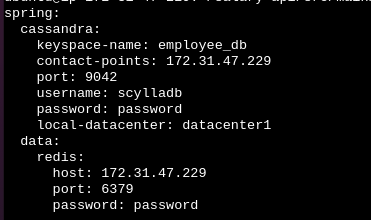 spring:
  cassandra:
    keyspace-name: employee_db
    contact-points: 172.31.47.229
    port: 9042
    username: scylladb
    password: password
    local-datacenter: datacenter1
  data:
    redis:
      host: 172.31.47.229
      port: 6379
      password: password